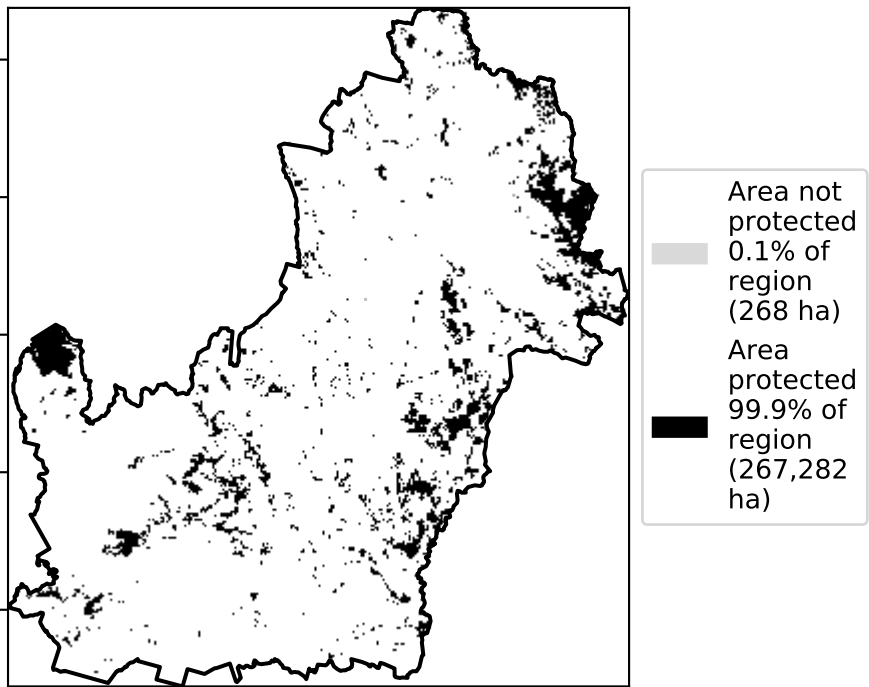 Area not
protected
0.1% of
region
(268 ha)
Area
protected
99.9% of
region
(267,282
ha)